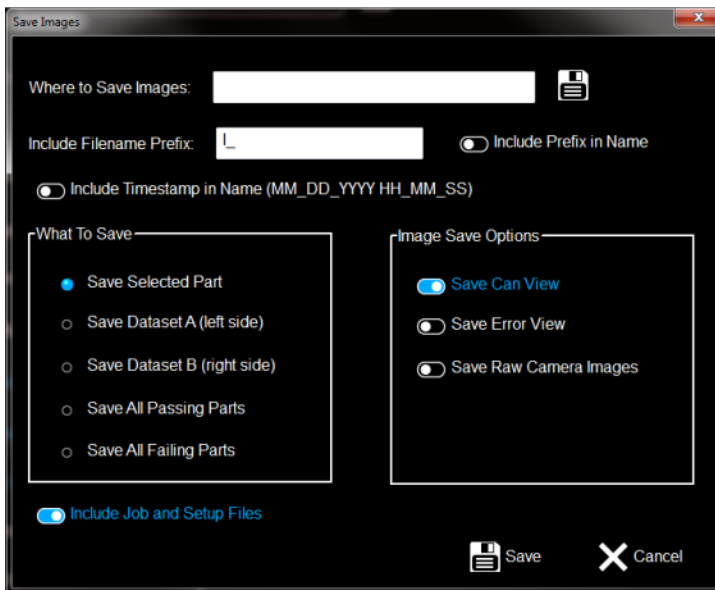 Save Images
Where to Save Images:
Include Filename Prefix: I_ Include Prefix in Name
Include Timestamp in Name (MM_DD_YYYY HH_MM_SS)
What To Save
Save Selected Part
Save Dataset A (left side)
Save Dataset B (right side)
Save All Passing Parts
Save All Failing Parts
Image Save Options
Save Can View
Save Error View
Save Raw Camera Images
Include Job and Setup Files
Save Cancel